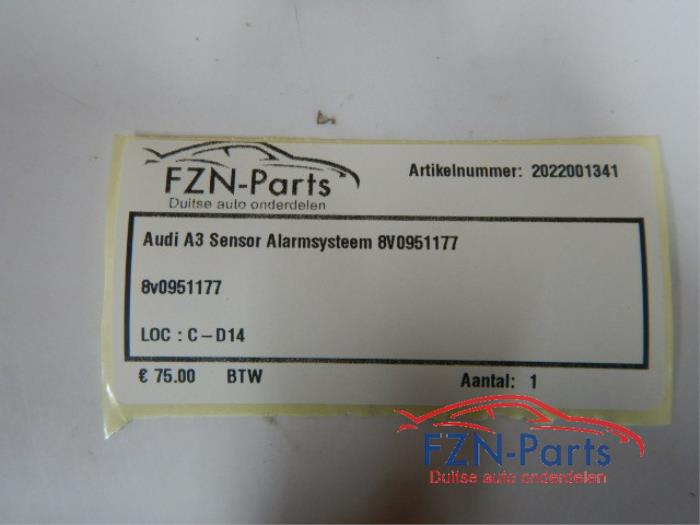 FZN-Parts
Duitse auto onderdelen
Artikelnummer: 2022001341
Audi A3 Sensor Alarmsysteem 8V0951177
8v0951177
LOC : C-D14
€ 75.00 BTW Aantal: 1
FZN-Parts
Duitse auto onderdelen